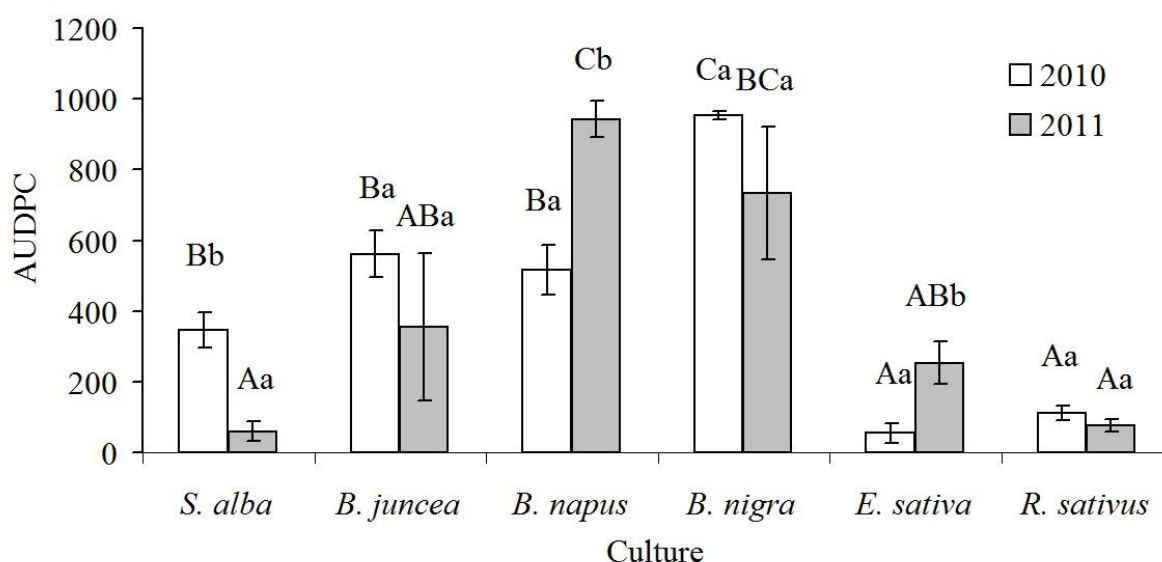 1200
1000
800
600
400
200
0
AUDPC
Bb
Aa
Ba
ABa
Ba
Cb
Ca
BCa
Aa
ABb
Aa
Aa
2010
2011
S. alba
B. juncea
B. napus
B. nigra
E. sativa
R. sativus
Culture